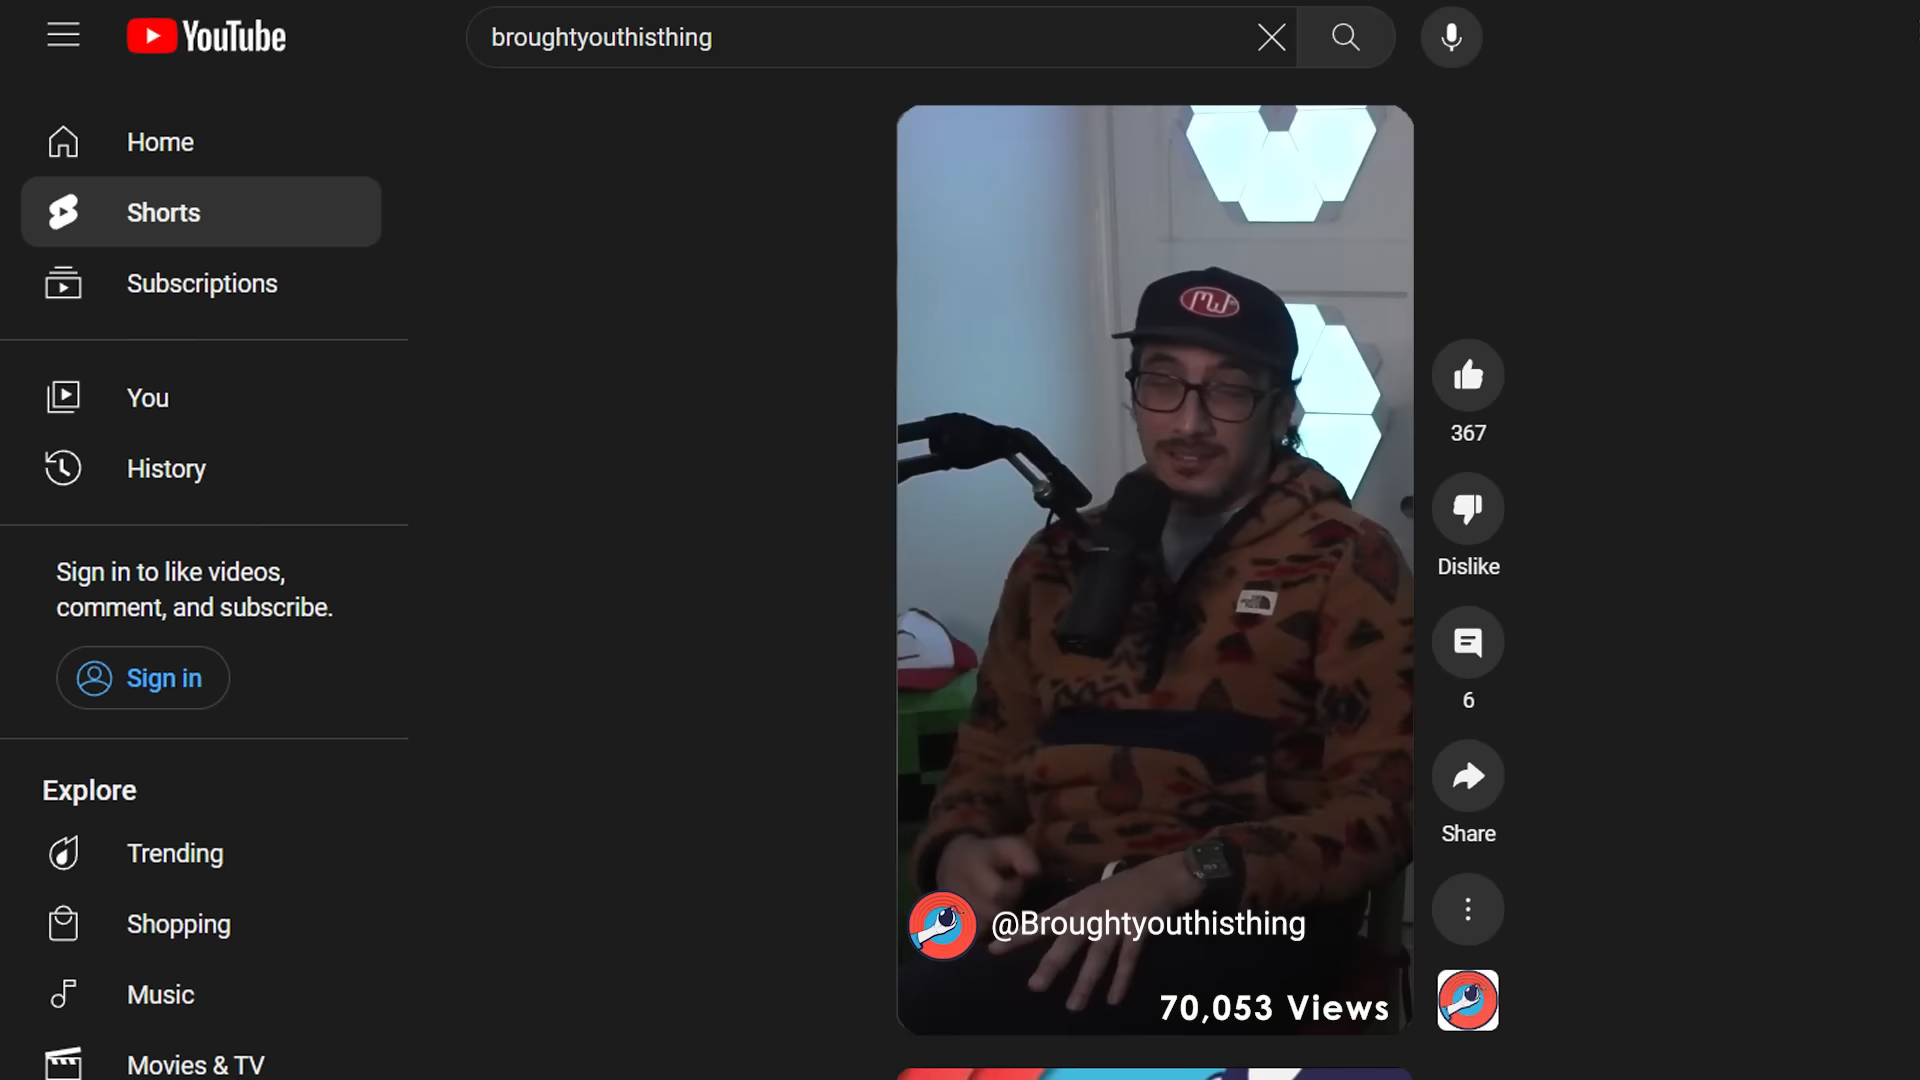 YouTube
broughtyouthisthing
Home
Shorts
Subscriptions
You
History
Sign in to like videos,
comment, and subscribe.
Sign in
Explore
Trending
Shopping
Music
Movies & TV
367
Dislike
6
Share
@Broughtyouthisthing
70,053 Views